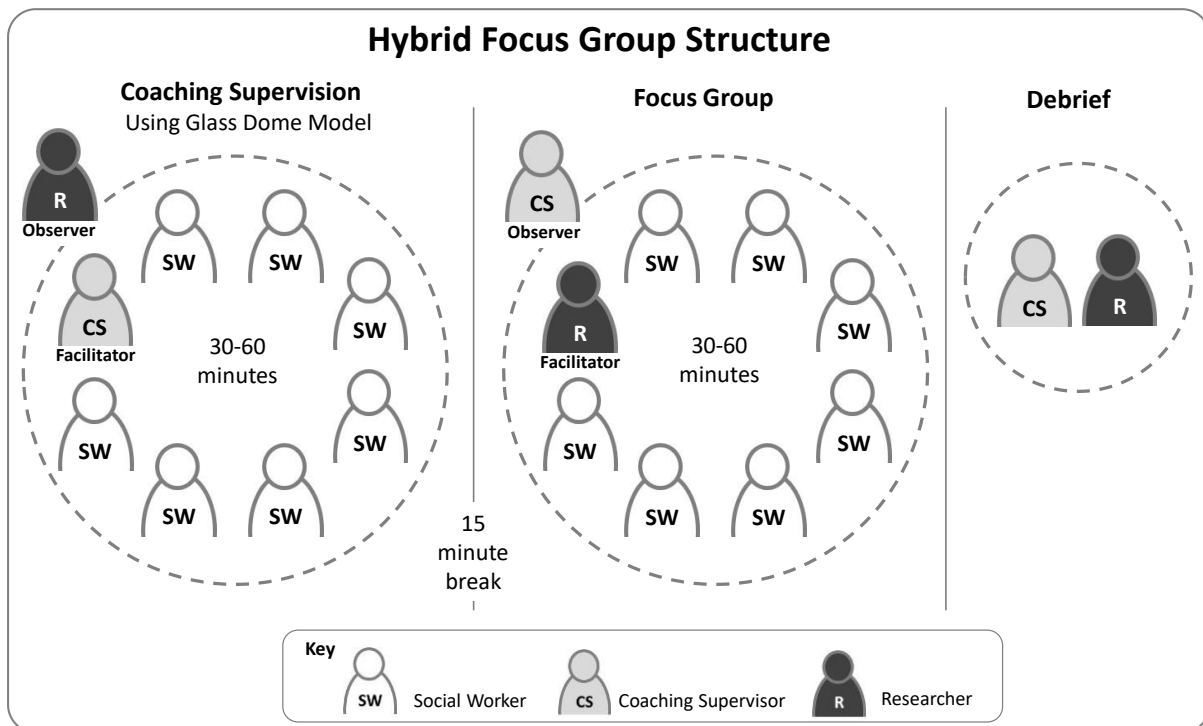 Hybrid Focus Group Structure
Coaching Supervision
Using Glass Dome Model
R
Observer
SW
SW
CS
Facilitator
SW
30-60
minutes
SW
SW
SW
SW
15
minute
break
Focus Group
CS
Observer
SW
SW
R
Facilitator
SW
30-60
minutes
SW
SW
SW
SW
Debrief
CS
R
Key
SW
Social Worker
CS
Coaching Supervisor
R
Researcher